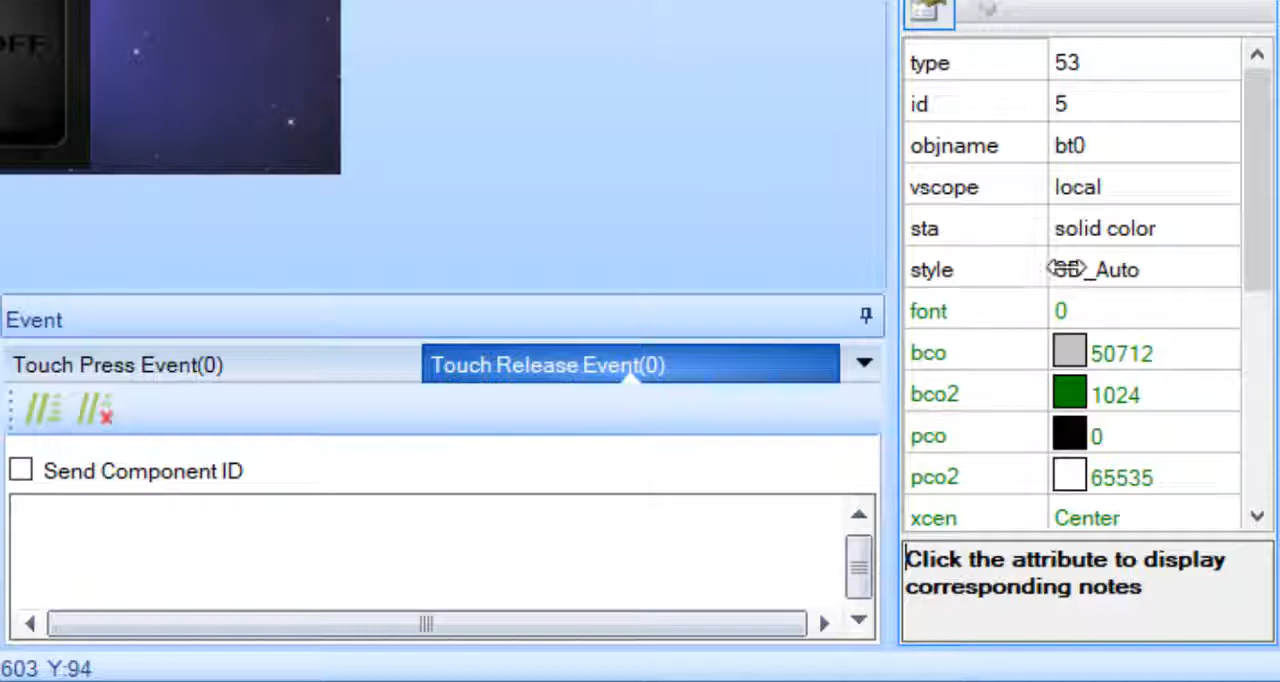 OFF
type 53
id 5
objname bt0
vscope local
sta solid color
style 3D_Auto
font 0
bco 50712
bco2 1024
pco 0
pco2 65535
xcen Center
Click the attribute to display
corresponding notes
Event
Touch Press Event(0) Touch Release Event(0)
Send Component ID
603 Y:94